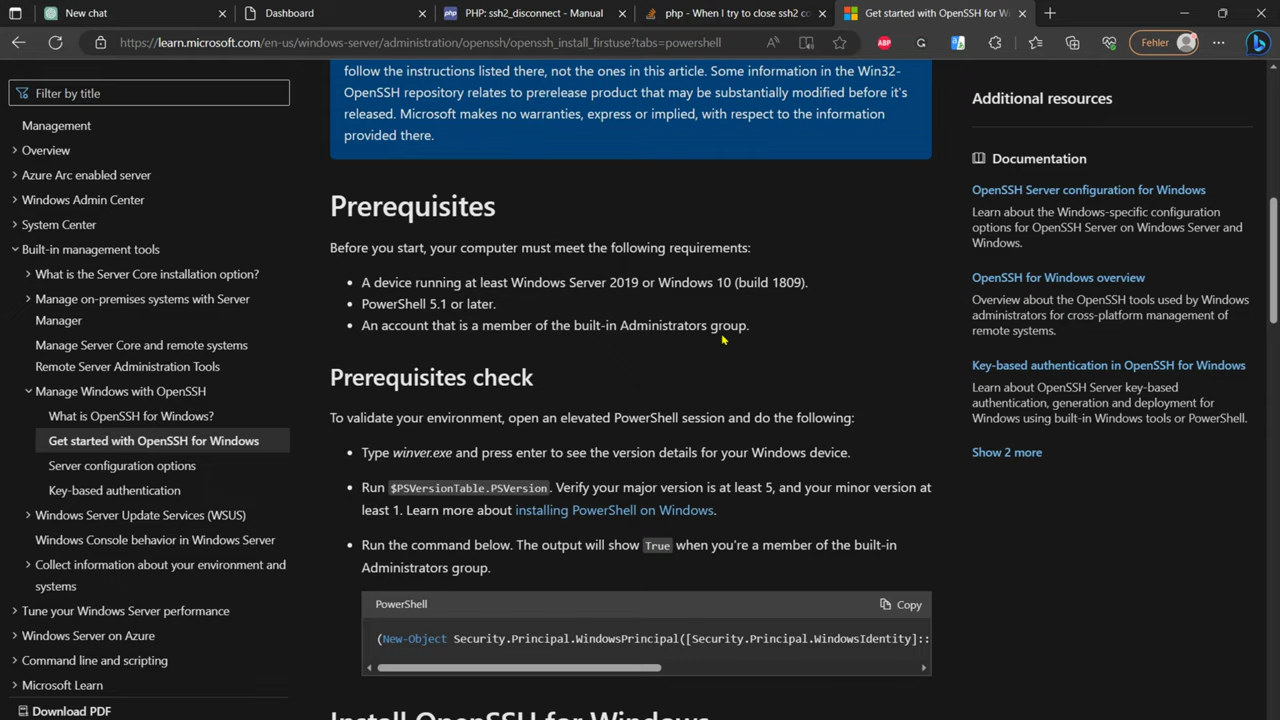 New chat
Dashboard
PHP: ssh2_disconnect - Manual
php - When I try to close ssh2 co
Get started with OpenSSH for W
https://learn.microsoft.com/en-us/windows-server/administration/openssh/openssh_install_firstuse?tabs=powershell
Fehler
Filter by title
Management
Overview
Azure Arc enabled server
Windows Admin Center
System Center
Built-in management tools
What is the Server Core installation option?
Manage on-premises systems with Server
Manager
Manage Server Core and remote systems
Remote Server Administration Tools
Manage Windows with OpenSSH
What is OpenSSH for Windows?
Get started with OpenSSH for Windows
Server configuration options
Key-based authentication
Windows Server Update Services (WSUS)
Windows Console behavior in Windows Server
Collect information about your environment and
systems
Tune your Windows Server performance
Windows Server on Azure
Command line and scripting
Microsoft Learn
Download PDF
follow the instructions listed there, not the ones in this article. Some information in the Win32-
OpenSSH repository relates to prerelease product that may be substantially modified before it's
released. Microsoft makes no warranties, express or implied, with respect to the information
provided there.
Prerequisites
Before you start, your computer must meet the following requirements:
• A device running at least Windows Server 2019 or Windows 10 (build 1809).
• PowerShell 5.1 or later.
• An account that is a member of the built-in Administrators group.
Prerequisites check
To validate your environment, open an elevated PowerShell session and do the following:
• Type winver.exe and press enter to see the version details for your Windows device.
• Run $PSVersionTable.PSVersion. Verify your major version is at least 5, and your minor version at
least 1. Learn more about installing PowerShell on Windows.
• Run the command below. The output will show True when you're a member of the built-in
Administrators group.
PowerShell
Copy
(New-Object Security.Principal.WindowsPrincipal([Security.Principal.WindowsIdentity]::
Install OpenSSH for Windows
Additional resources
Documentation
OpenSSH Server configuration for Windows
Learn about the Windows-specific configuration
options for OpenSSH Server on Windows Server and
Windows.
OpenSSH for Windows overview
Overview about the OpenSSH tools used by Windows
administrators for cross-platform management of
remote systems.
Key-based authentication in OpenSSH for Windows
Learn about OpenSSH Server key-based
authentication, generation and deployment for
Windows using built-in Windows tools or PowerShell.
Show 2 more